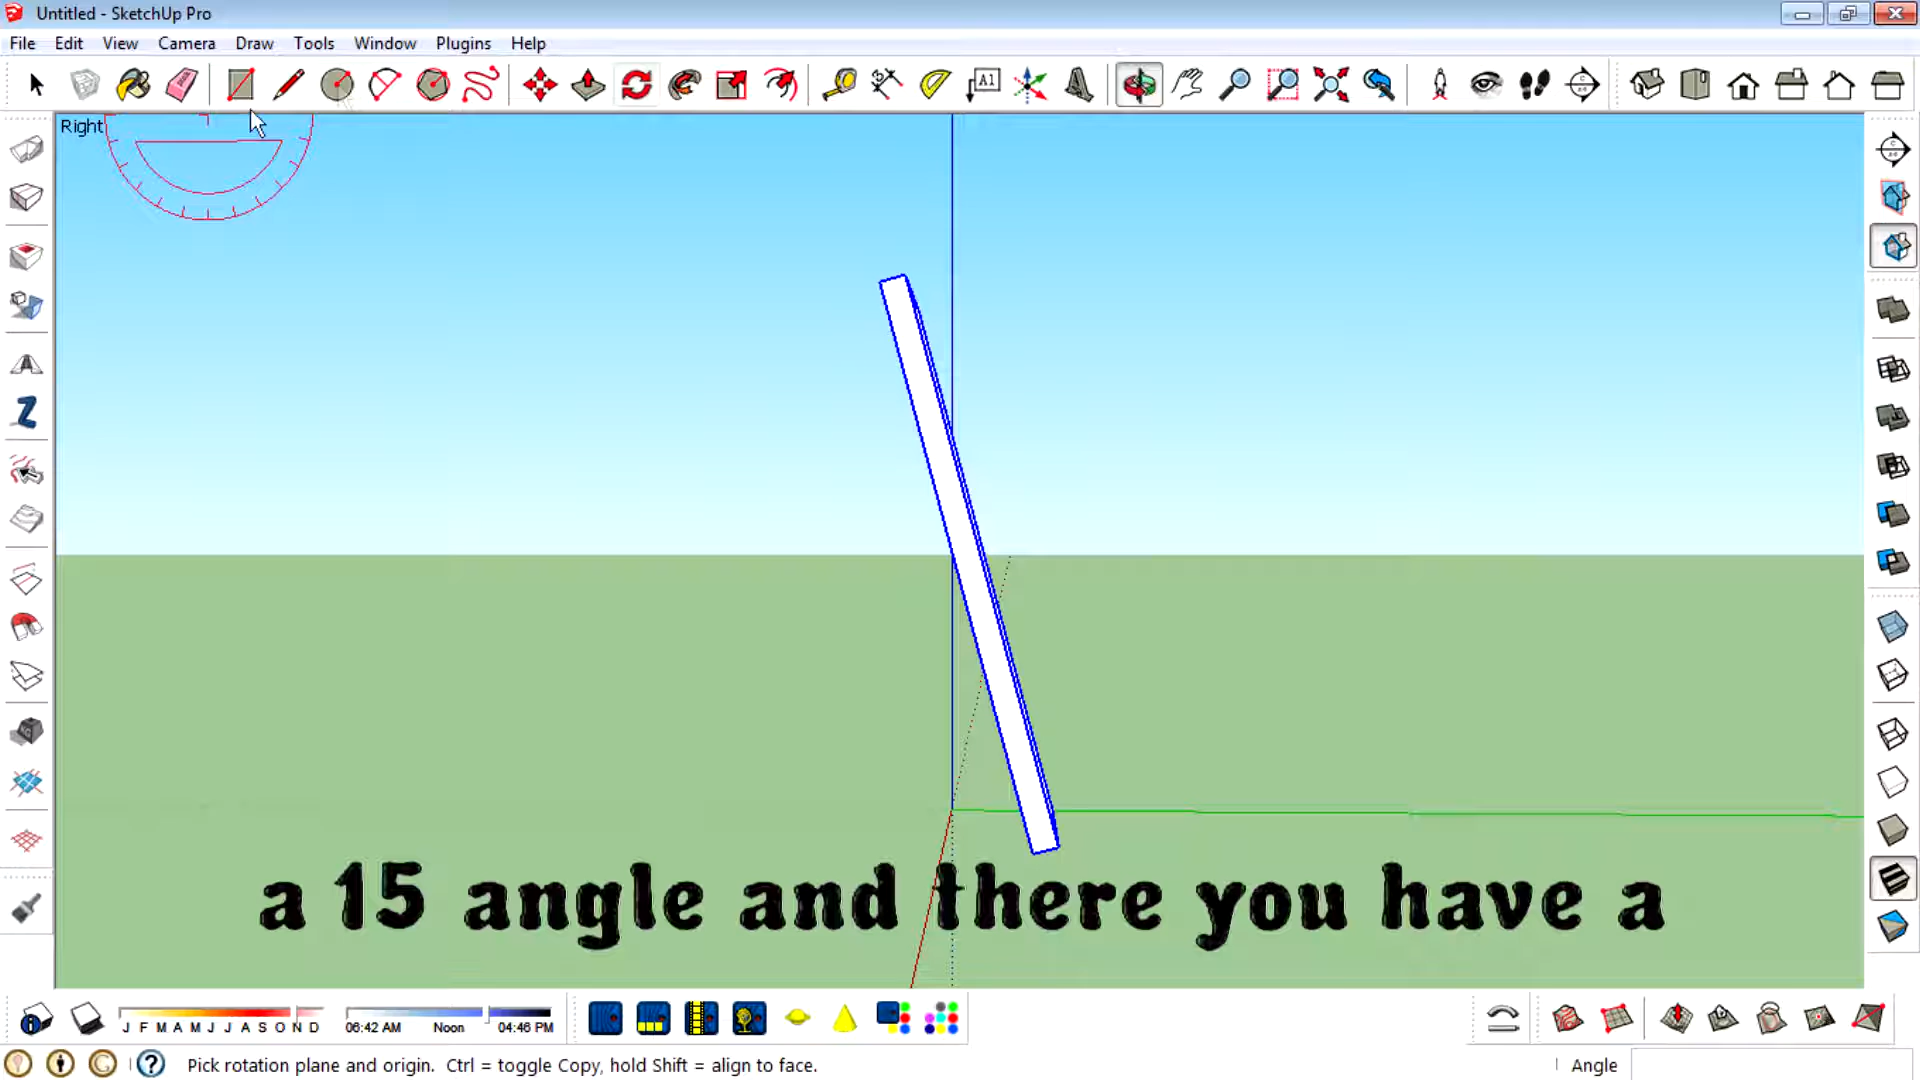 Untitled - SketchUp Pro
File Edit View Camera Draw Tools Window Plugins Help
A1
Right
a 15 angle and there you have a
J F M A M J J A S O N D
06:42 AM Noon 04:46 PM
Pick rotation plane and origin. Ctrl = toggle Copy, hold Shift = align to face.
Angle